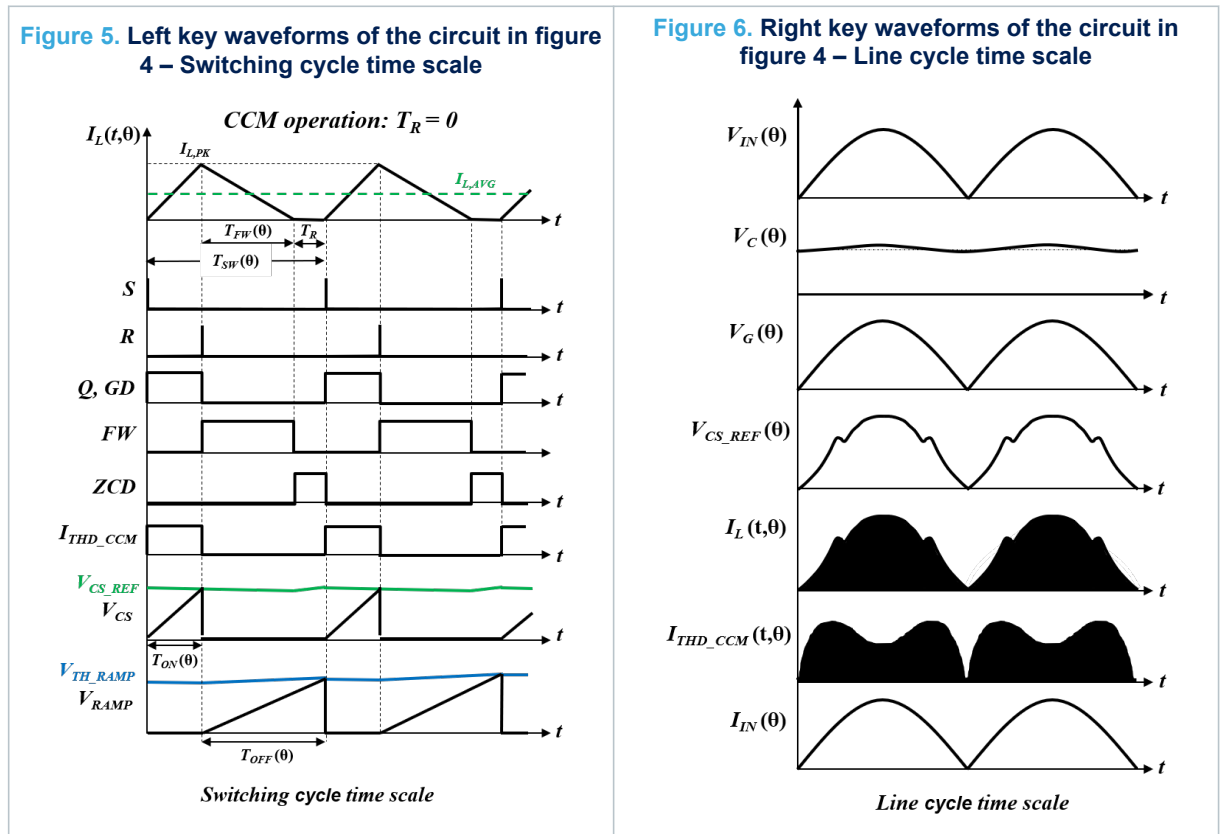 Figure 5. Left key waveforms of the circuit in figure
4 – Switching cycle time scale
CCM operation: T_R = 0
I_L(t,θ)
I_L,PK
I_L,AVG
t
T_FW(θ)
T_R
T_SW(θ)
S
t
R
t
Q, GD
t
FW
t
ZCD
t
I_THD_CCM
t
V_CS_REF
V_CS
t
T_ON(θ)
V_TH_RAMP
V_RAMP
t
T_OFF(θ)
Switching cycle time scale
Figure 6. Right key waveforms of the circuit in
figure 4 – Line cycle time scale
V_IN(θ)
t
V_C(θ)
t
V_G(θ)
t
V_CS_REF(θ)
t
I_L(t,θ)
t
I_THD_CCM(t,θ)
t
I_IN(θ)
t
Line cycle time scale